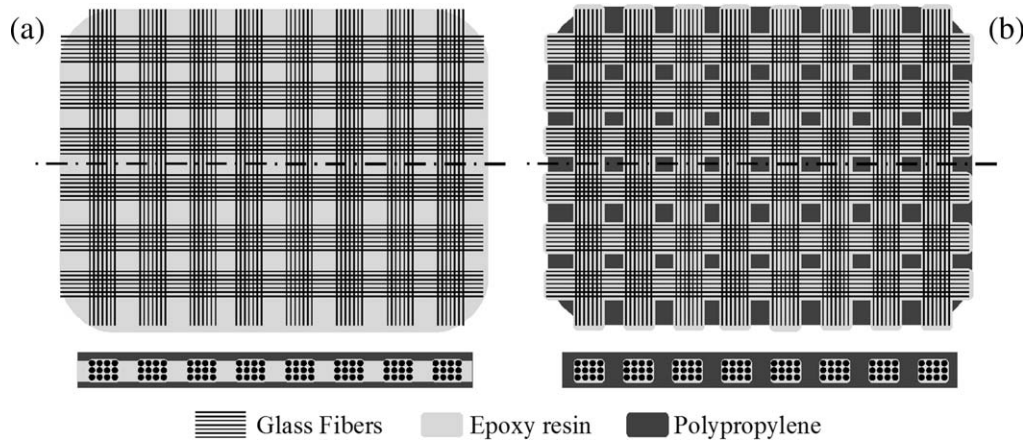 (a)
(b)
Glass Fibers
Epoxy resin
Polypropylene